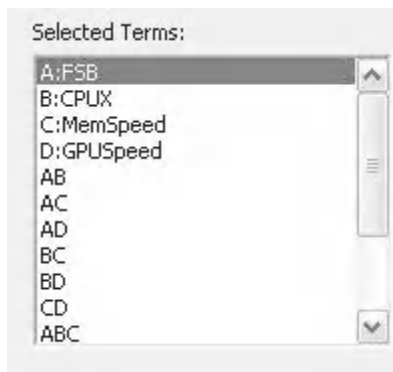 Selected Terms:
A:FSB
B:CPUX
C:MemSpeed
D:GPUSpeed
AB
AC
AD
BC
BD
CD
ABC